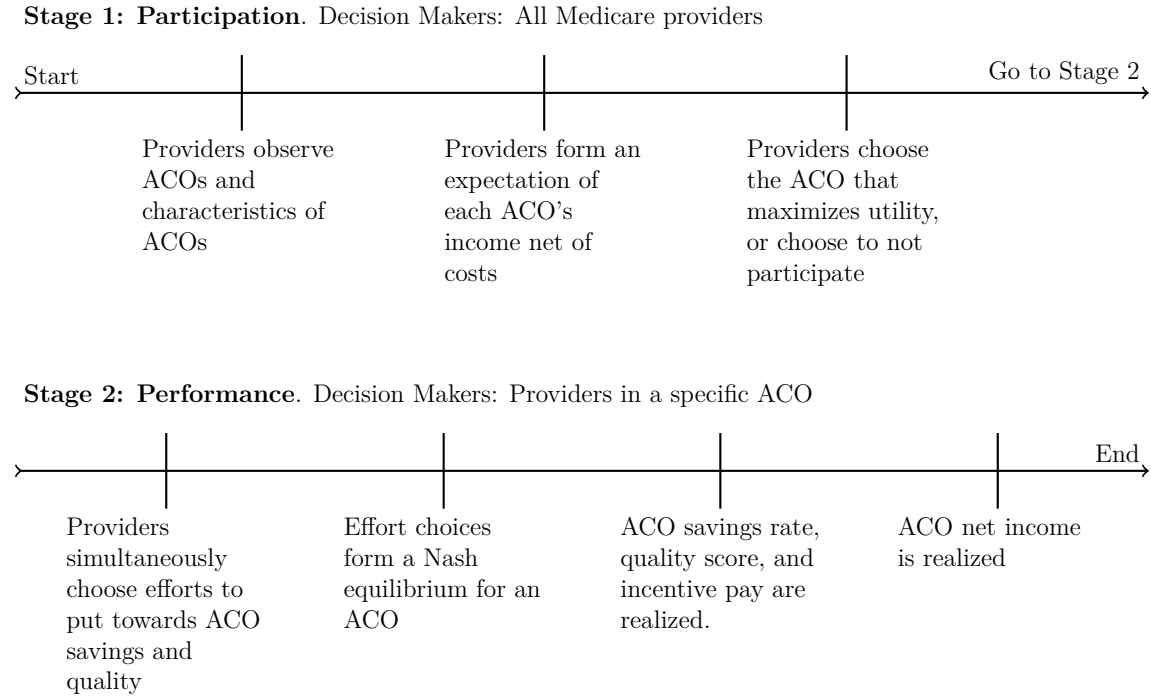 Stage 1: Participation. Decision Makers: All Medicare providers
Start
Go to Stage 2
Providers observe
ACOs and
characteristics of
ACOs
Providers form an
expectation of
each ACO's
income net of
costs
Providers choose
the ACO that
maximizes utility,
or choose to not
participate
Stage 2: Performance. Decision Makers: Providers in a specific ACO
End
Providers
simultaneously
choose efforts to
put towards ACO
savings and
quality
Effort choices
form a Nash
equilibrium for an
ACO
ACO savings rate,
quality score, and
incentive pay are
realized.
ACO net income
is realized